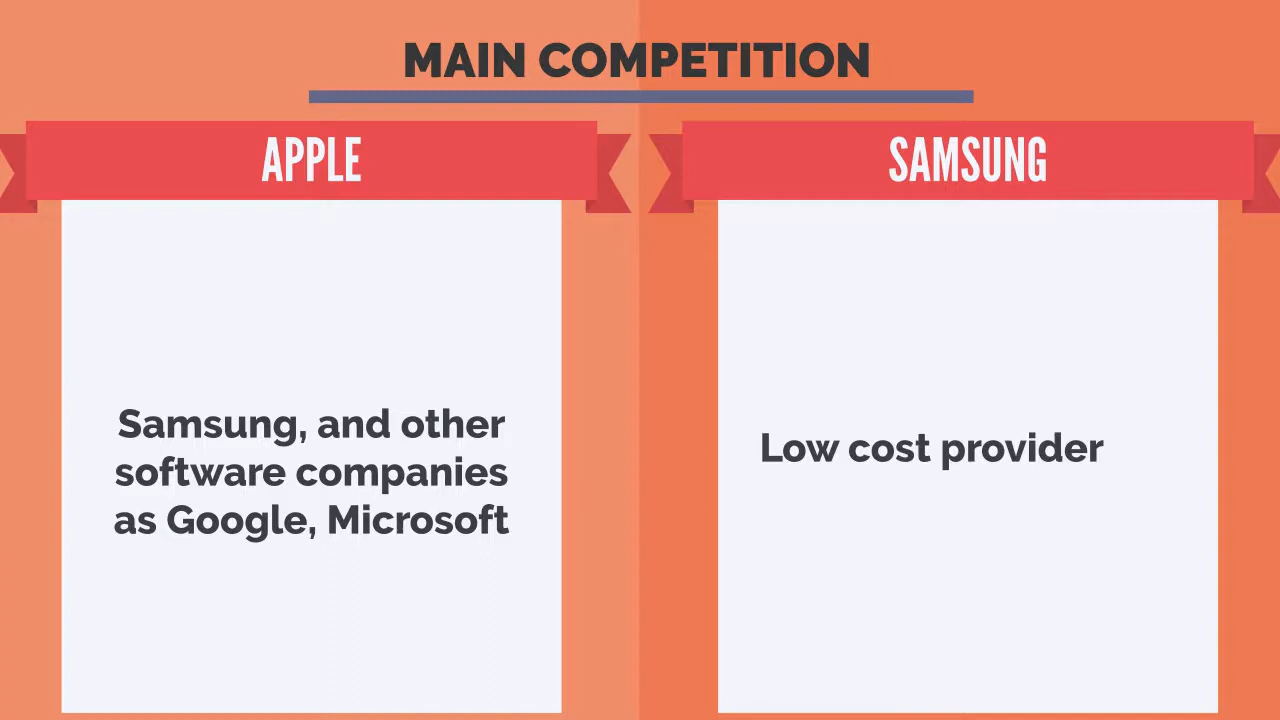 MAIN COMPETITION
APPLE
Samsung, and other
software companies
as Google, Microsoft
SAMSUNG
Low cost provider